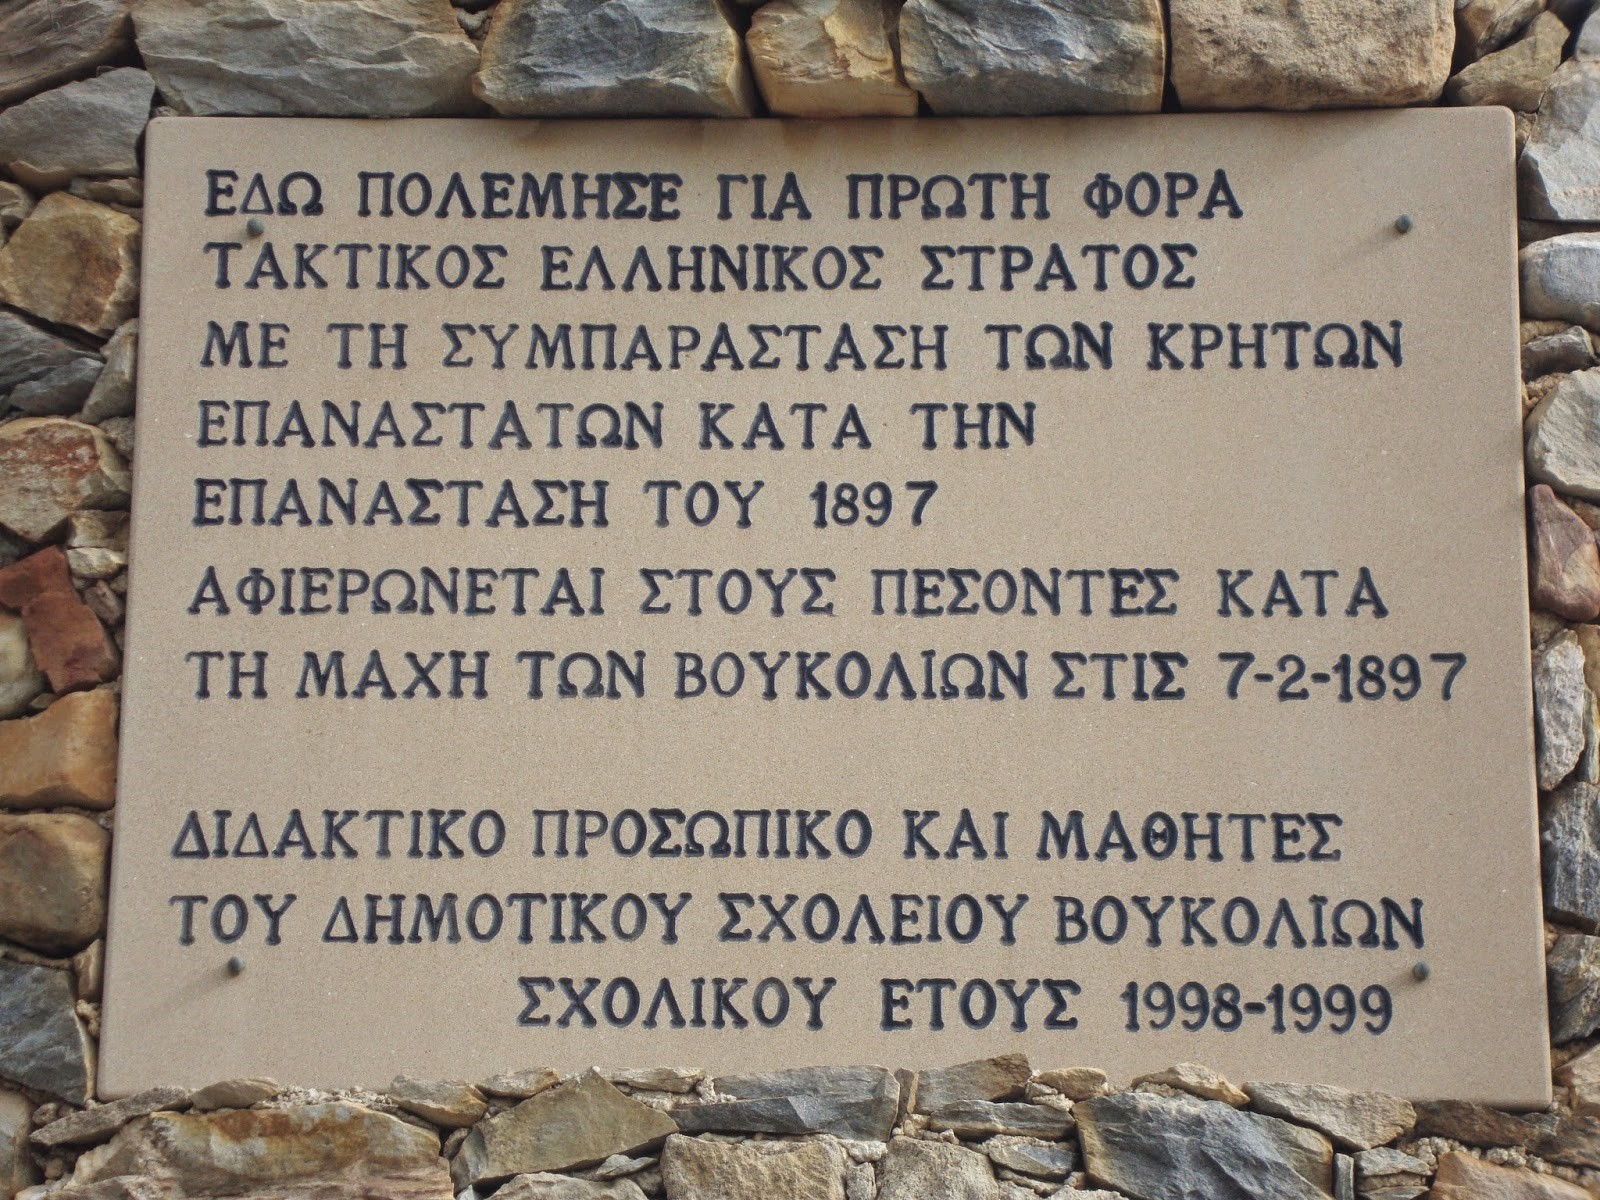 ΕΔΩ ΠΟΛΕΜΗΣΕ ΓΙΑ ΠΡΩΤΗ ΦΟΡΑ
ΤΑΚΤΙΚΟΣ ΕΛΛΗΝΙΚΟΣ ΣΤΡΑΤΟΣ
ΜΕ ΤΗ ΣΥΜΠΑΡΑΣΤΑΣΗ ΤΩΝ ΚΡΗΤΩΝ
ΕΠΑΝΑΣΤΑΤΩΝ ΚΑΤΑ ΤΗΝ
ΕΠΑΝΑΣΤΑΣΗ ΤΟΥ 1897
ΑΦΙΕΡΩΝΕΤΑΙ ΣΤΟΥΣ ΠΕΣΟΝΤΕΣ ΚΑΤΑ
ΤΗ ΜΑΧΗ ΤΩΝ ΒΟΥΚΟΛΙΩΝ ΣΤΙΣ 7-2-1897
ΔΙΔΑΚΤΙΚΟ ΠΡΟΣΩΠΙΚΟ ΚΑΙ ΜΑΘΗΤΕΣ
ΤΟΥ ΔΗΜΟΤΙΚΟΥ ΣΧΟΛΕΙΟΥ ΒΟΥΚΟΛΙΩΝ
ΣΧΟΛΙΚΟΥ ΕΤΟΥΣ 1998-1999